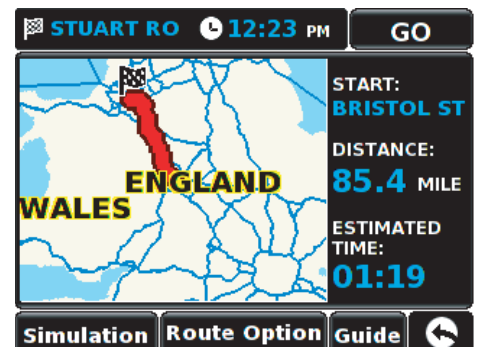 STUART RO 12:23 PM GO
START:
BRISTOL ST
DISTANCE:
85.4 MILE
ESTIMATED
TIME:
01:19
ENGLAND
WALES
Simulation Route Option Guide